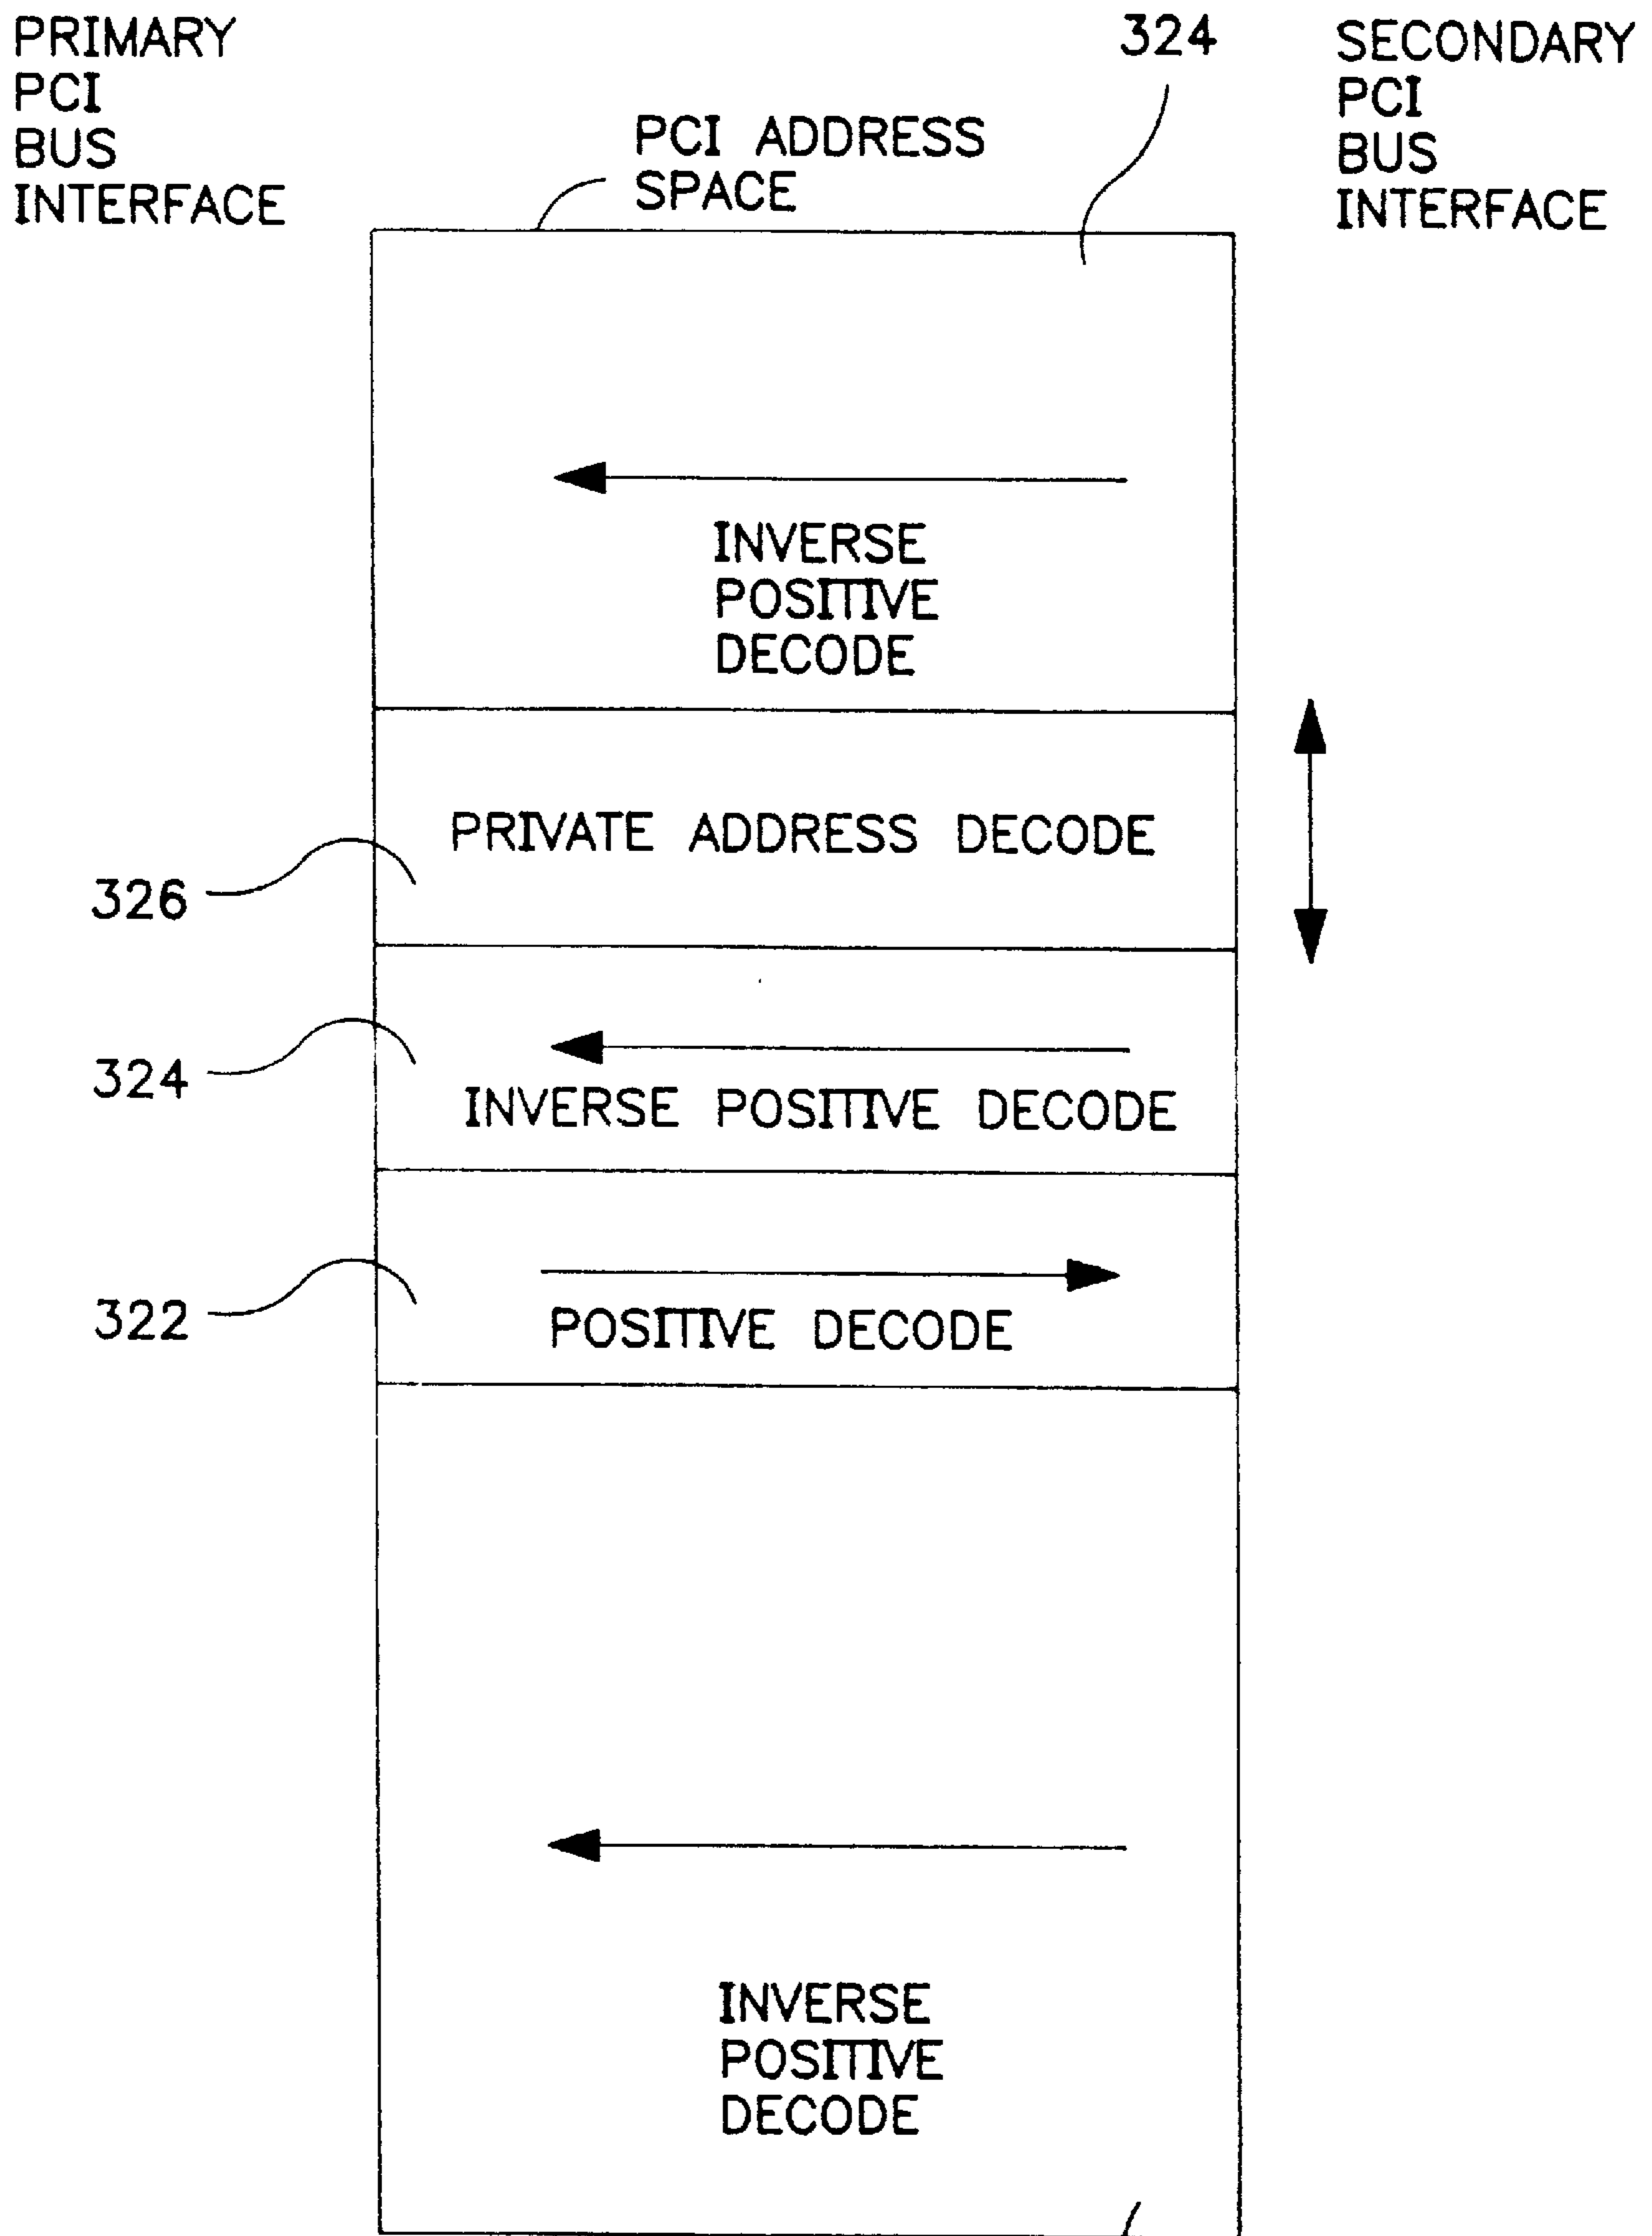 PRIMARY
PCI
BUS
INTERFACE
324
SECONDARY
PCI
BUS
INTERFACE
PCI ADDRESS
SPACE
INVERSE
POSITIVE
DECODE
PRIVATE ADDRESS DECODE
326
324
INVERSE POSITIVE DECODE
322
POSITIVE DECODE
INVERSE
POSITIVE
DECODE